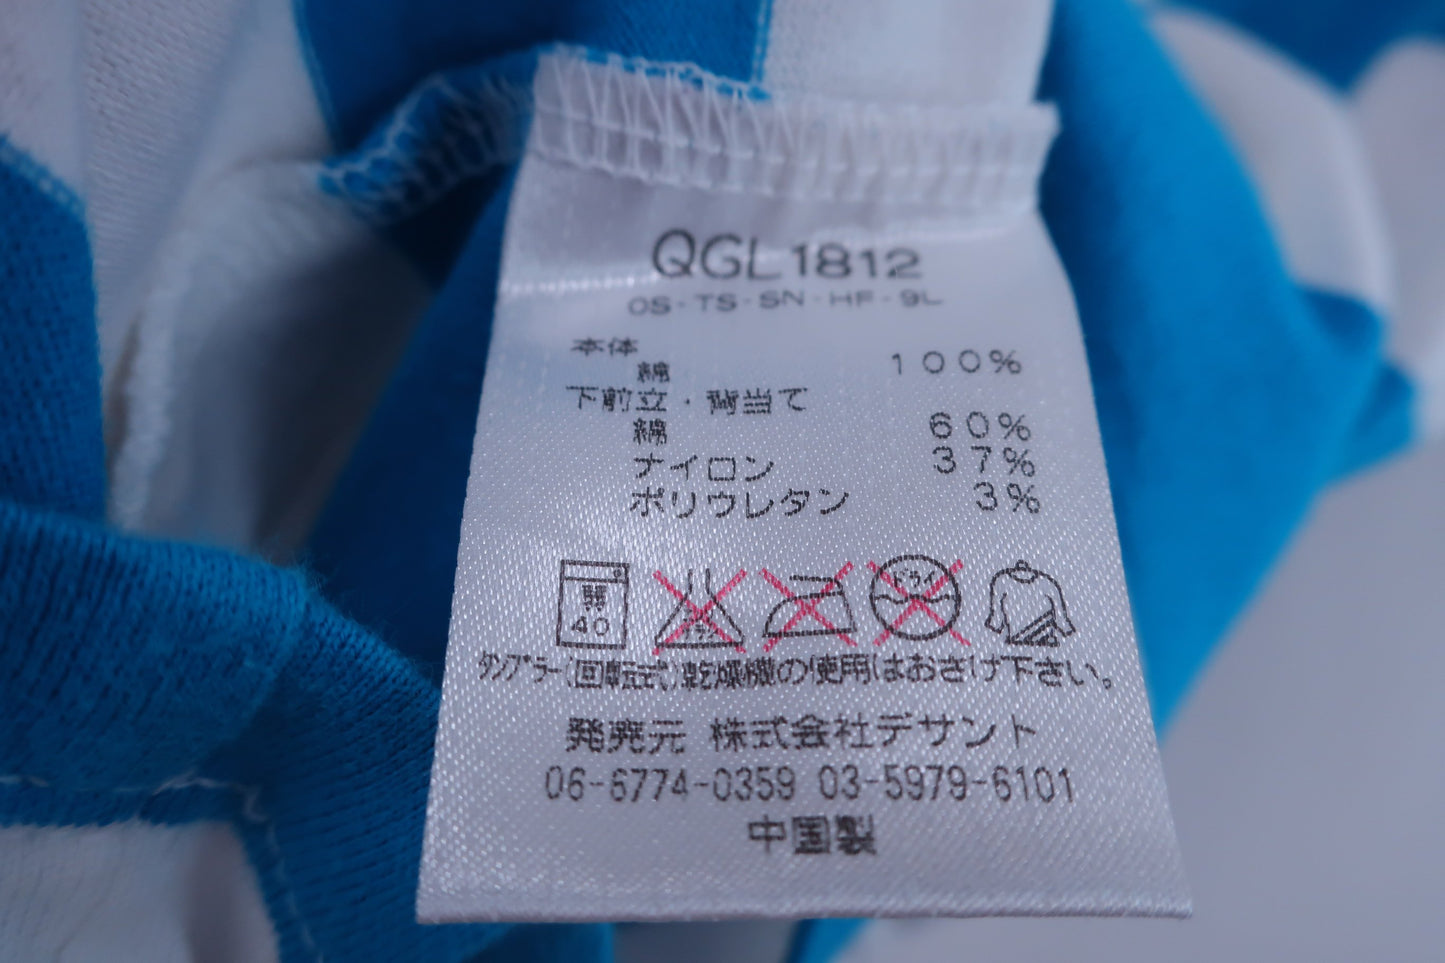 QGL1812
OS-TS-SN-HF-9L
本体
綿 100%
下前立・背当て
綿 60%
ナイロン 37%
ポリウレタン 3%
弱
40
ドライ
タンブラー(回転式)乾燥機の使用はおさけ下さい。
発売元 株式会社デサント
06-6774-0359 03-5979-6101
中国製